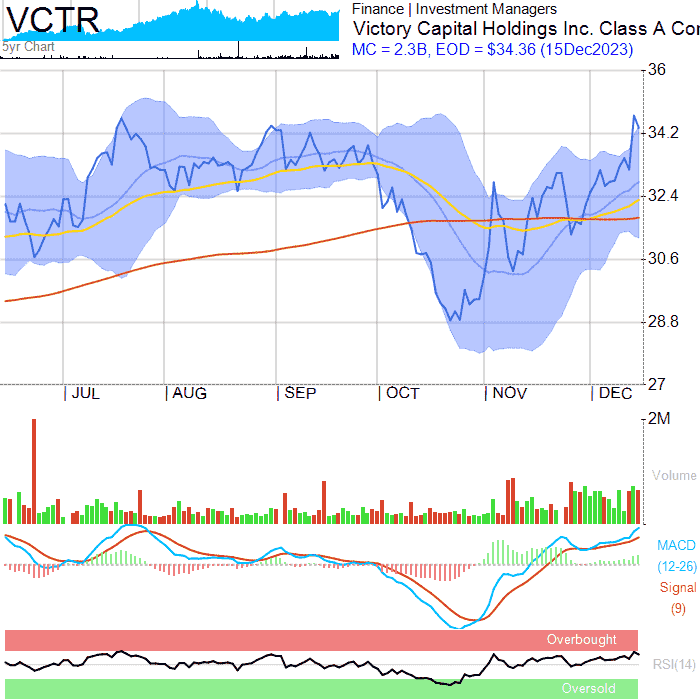 VCTR
5yr Chart
Finance | Investment Managers
Victory Capital Holdings Inc. Class A Cor
MC = 2.3B, EOD = $34.36 (15Dec2023)
36
34.2
32.4
30.6
28.8
27
JUL AUG SEP OCT NOV DEC
2M
Volume
MACD
(12-26)
Signal
(9)
Overbought
RSI(14)
Oversold